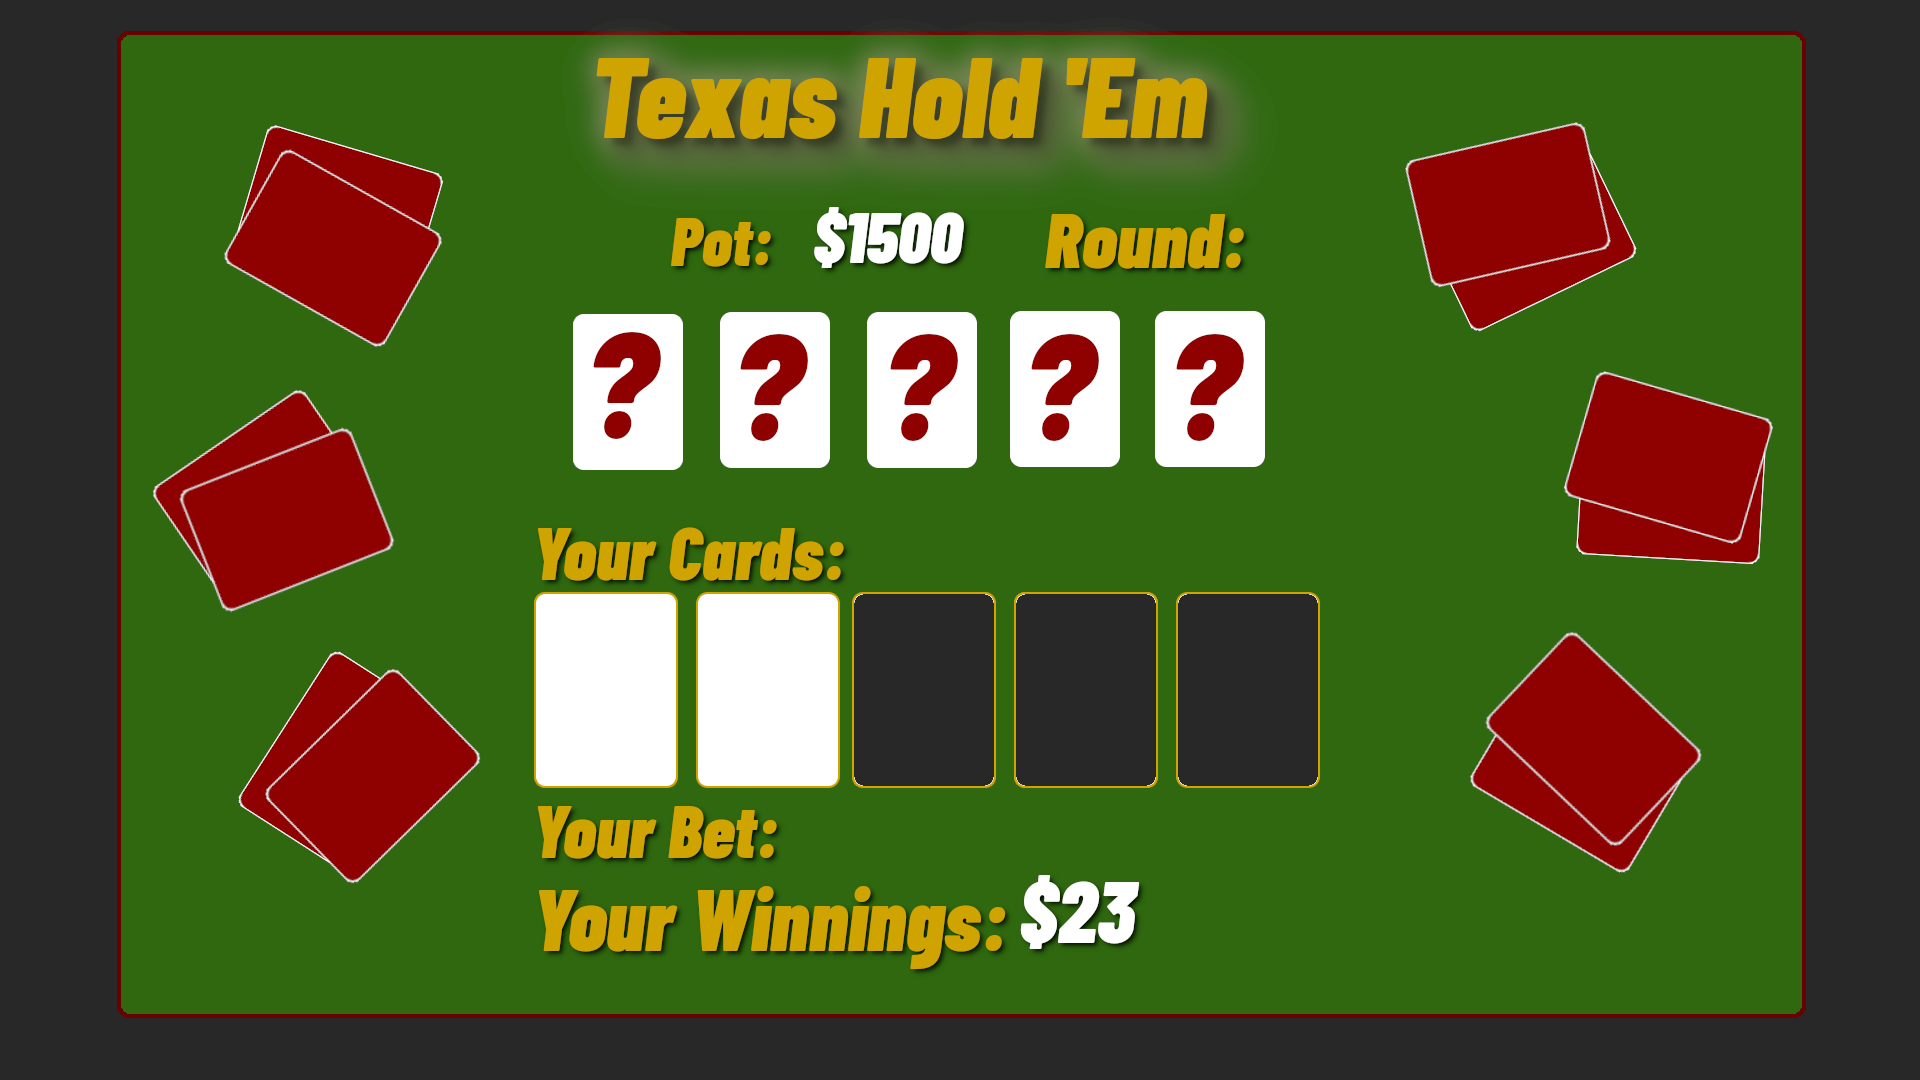 Texas Hold 'Em
Pot: $1500 Round:
? ? ? ? ?
Your Cards:
Your Bet:
Your Winnings: $23